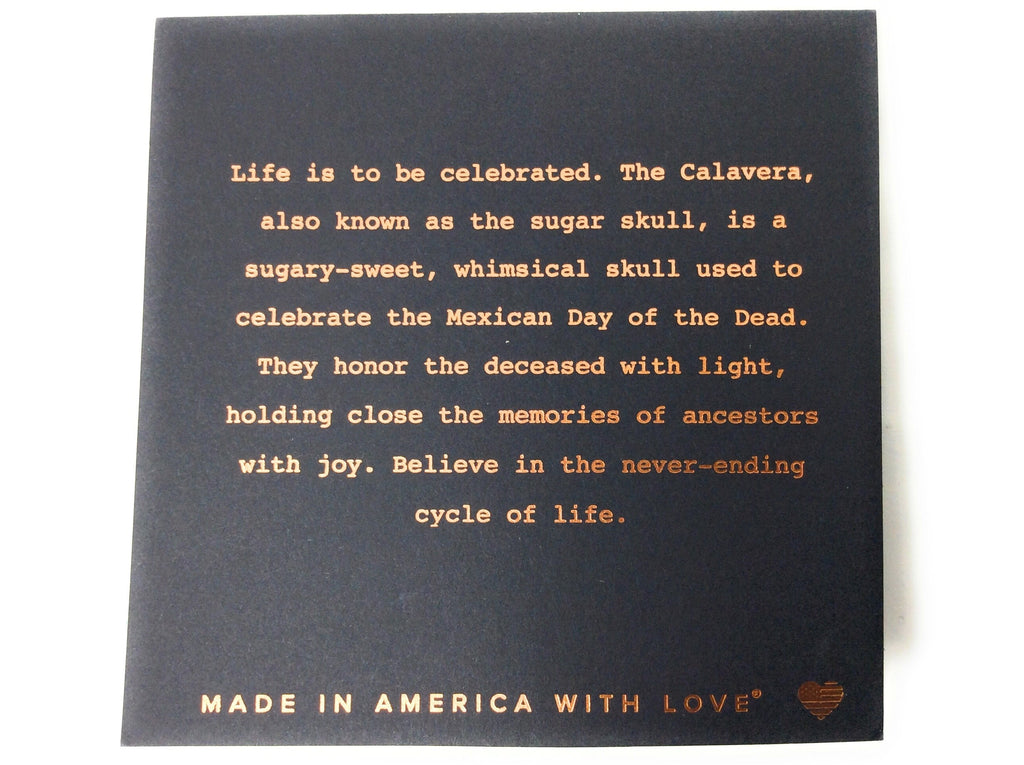 Life is to be celebrated. The Calavera,
also known as the sugar skull, is a
sugary-sweet, whimsical skull used to
celebrate the Mexican Day of the Dead.
They honor the deceased with light,
holding close the memories of ancestors
with joy. Believe in the never-ending
cycle of life.
MADE IN AMERICA WITH LOVE®